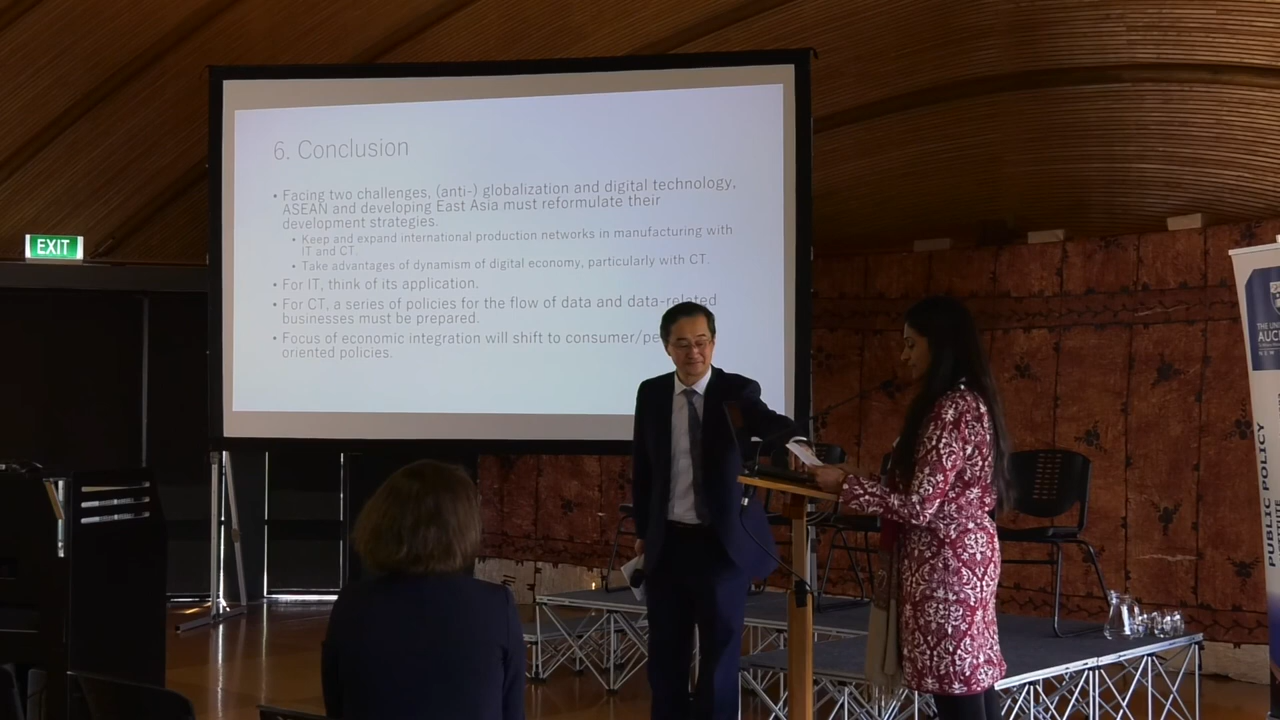 6. Conclusion
• Facing two challenges, (anti-) globalization and digital technology,
ASEAN and developing East Asia must reformulate their
development strategies.
• Keep and expand international production networks in manufacturing with
IT and CT.
• Take advantages of dynamism of digital economy, particularly with CT.
• For IT, think of its application.
• For CT, a series of policies for the flow of data and data-related
businesses must be prepared.
• Focus of economic integration will shift to consumer/pe
oriented policies.
EXIT
THE UNI
AUC
PUBLIC POLICY